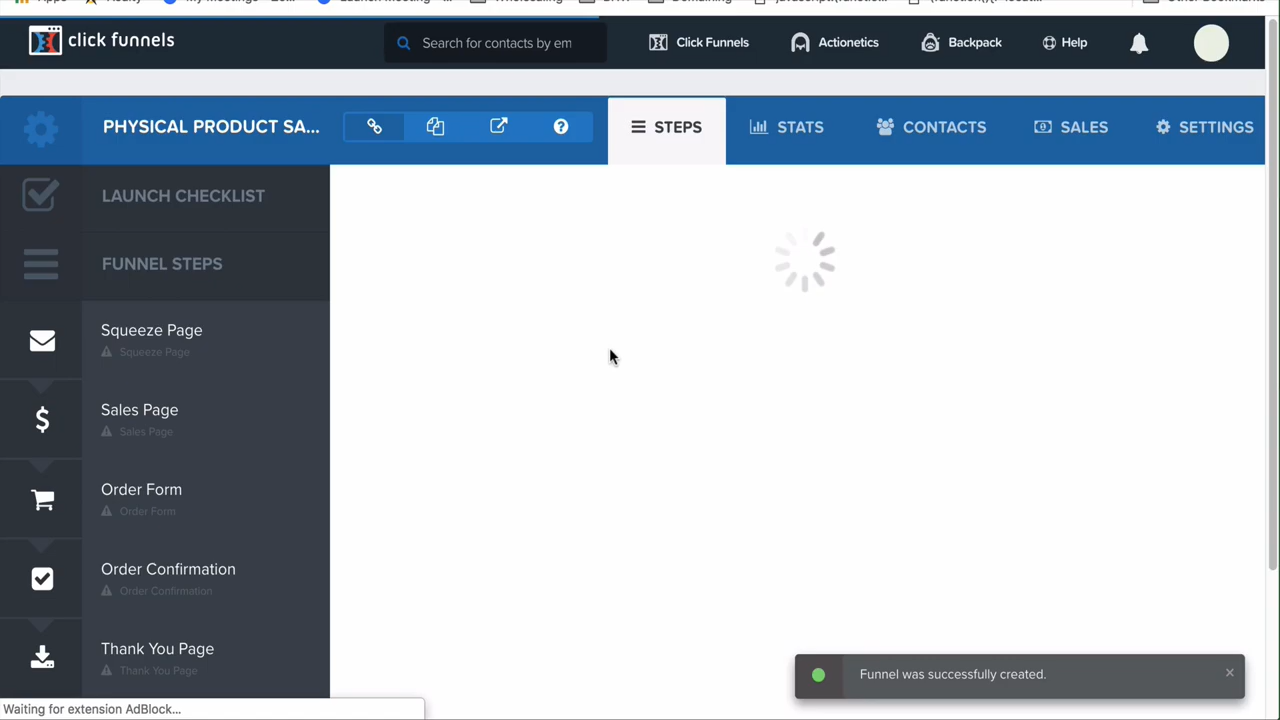 click funnels
Search for contacts by em
Click Funnels
Actionetics
Backpack
Help
PHYSICAL PRODUCT SA...
STEPS
STATS
CONTACTS
SALES
SETTINGS
LAUNCH CHECKLIST
FUNNEL STEPS
Squeeze Page
Squeeze Page
Sales Page
Sales Page
Order Form
Order Form
Order Confirmation
Order Confirmation
Thank You Page
Thank You Page
Funnel was successfully created.
Waiting for extension AdBlock...